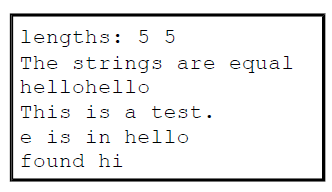 lengths: 5 5
The strings are equal
hellohello
This is a test.
e is in hello
found hi